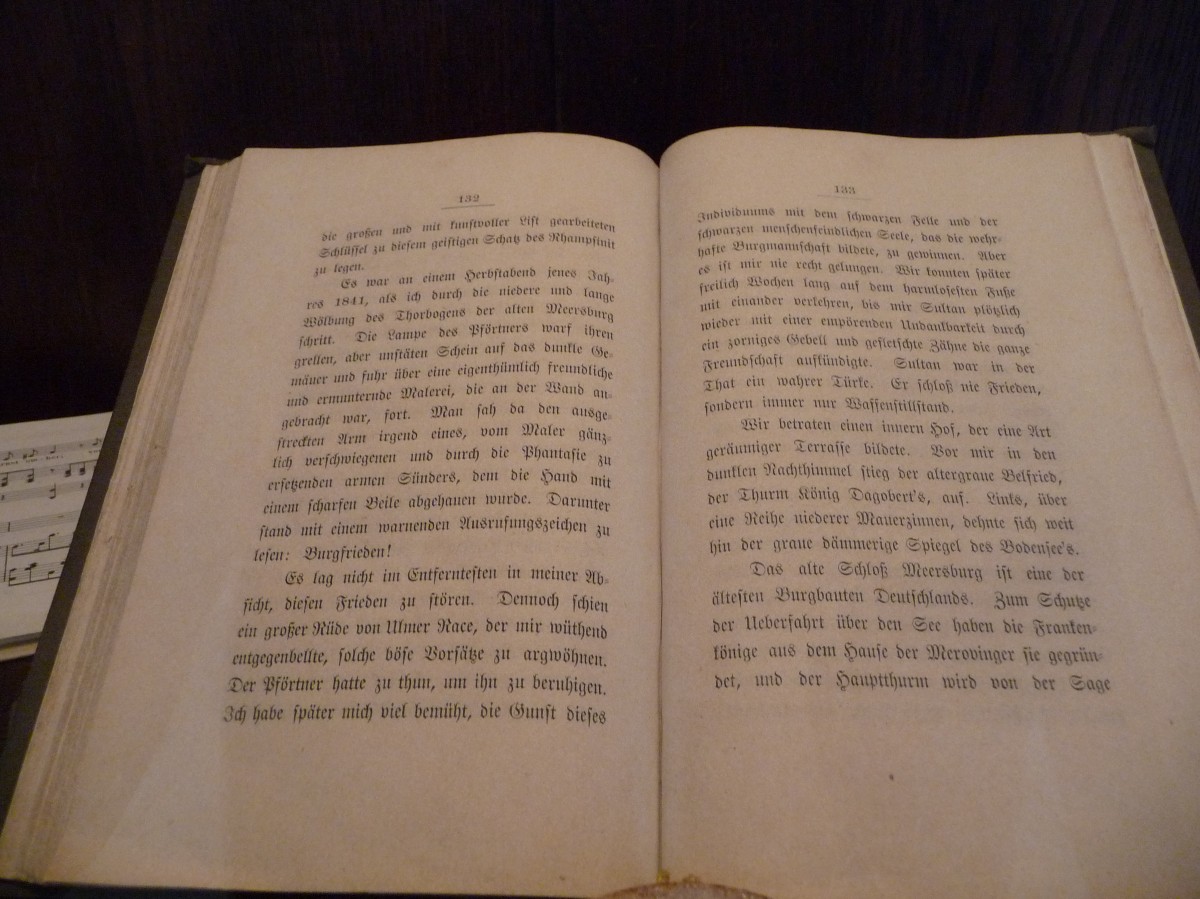 132
die großen und mit kunstvoller List gearbeiteten
Schlüssel zu diesem geistigen Schatz des Rhampsinit
zu legen.
Es war an einem Herbstabend jenes Jah-
res 1841, als ich durch die niedere und lange
Wölbung des Thorbogens der alten Meersburg
schritt. Die Lampe des Pförtners warf ihren
grellen, aber unstäten Schein auf das dunkle Ge-
mäuer und fuhr über eine eigenthümlich freundliche
und ermunternde Malerei, die an der Wand an-
gebracht war, fort. Man sah da den ausge-
streckten Arm irgend eines, vom Maler gänz-
lich verschwiegenen und durch die Phantasie zu
ersetzenden armen Sünders, dem die Hand mit
einem scharfen Beile abgehauen wurde. Darunter
stand mit einem warnenden Ausrufungszeichen zu
lesen: Burgfrieden!
Es lag nicht im Entferntesten in meiner Ab-
sicht, diesen Frieden zu stören. Dennoch schien
ein großer Rüde von Ulmer Race, der mir wüthend
entgegenbellte, solche böse Vorsätze zu argwöhnen.
Der Pförtner hatte zu thun, um ihn zu beruhigen.
Ich habe später mich viel bemüht, die Gunst dieses
133
Individuums mit dem schwarzen Felle und der
schwarzen menschenfeindlichen Seele, das die wehr-
hafte Burgmannschaft bildete, zu gewinnen. Aber
es ist mir nie recht gelungen. Wir konnten später
freilich Wochen lang auf dem harmlosesten Fuße
mit einander verkehren, bis mir Sultan plötzlich
wieder mit einer empörenden Undankbarkeit durch
ein zorniges Gebell und gefletschte Zähne die ganze
Freundschaft aufkündigte. Sultan war in der
That ein wahrer Türke. Er schloß nie Frieden,
sondern immer nur Waffenstillstand.
Wir betraten einen innern Hof, der eine Art
geräumiger Terrasse bildete. Vor mir in den
dunklen Nachthimmel stieg der altergraue Belfried,
der Thurm König Dagobert's, auf. Links, über
eine Reihe niederer Mauerzinnen, dehnte sich weit
hin der graue dämmerige Spiegel des Bodensee's.
Das alte Schloß Meersburg ist eine der
ältesten Burgbauten Deutschlands. Zum Schutze
der Ueberfahrt über den See haben die Franken-
könige aus dem Hause der Merovinger sie gegrün-
det, und der Hauptthurm wird von der Sage